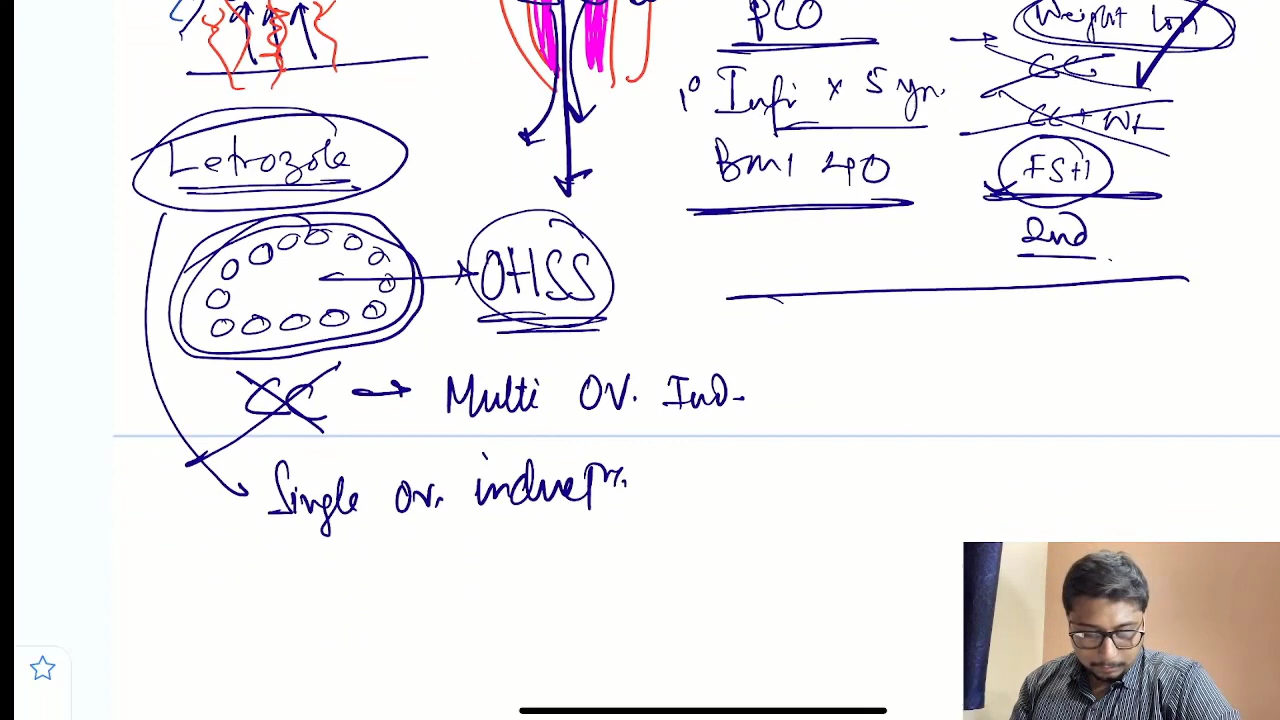 PCO
Weight loss
CC
1° Infi x 5 yr.
CC + Wt
Letrozole
BMI 40
FSH
2nd
OHSS
CC → Multi OV. Ind.
Single ov. induct